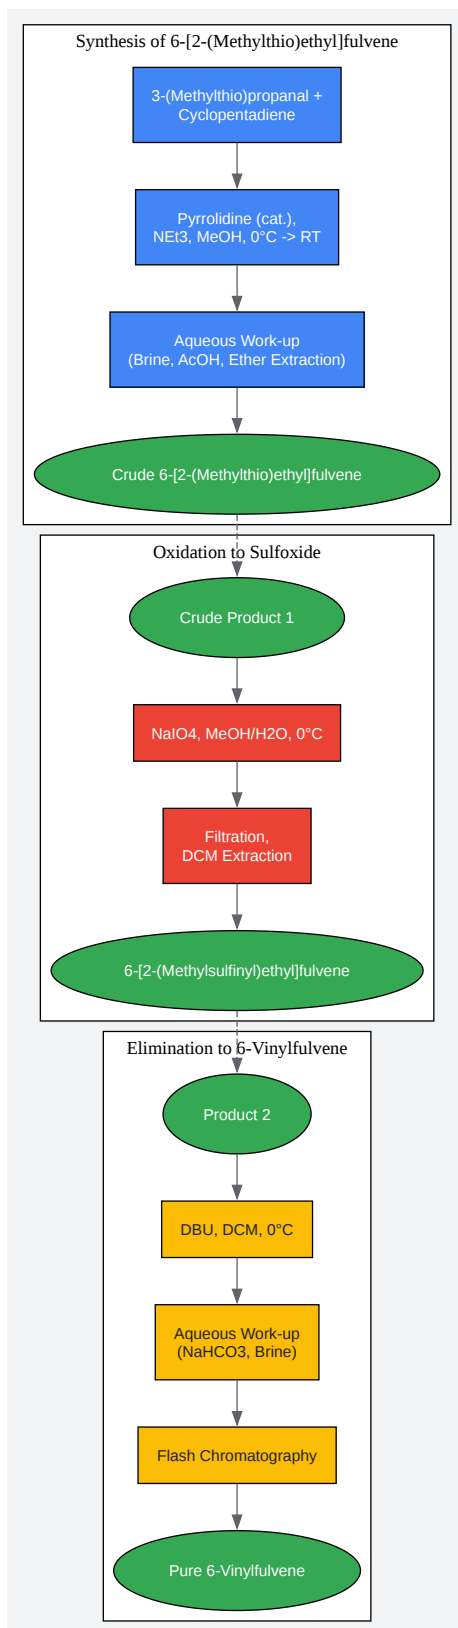 Synthesis of 6-[2-(Methylthio)ethyl]fulvene
3-(Methylthio)propanal +
Cyclopentadiene
Pyrrolidine (cat.),
NEt3, MeOH, 0°C -> RT
Aqueous Work-up
(Brine, AcOH, Ether Extraction)
Crude 6-[2-(Methylthio)ethyl]fulvene
Oxidation to Sulfoxide
Crude Product 1
NaIO4, MeOH/H2O, 0°C
Filtration,
DCM Extraction
6-[2-(Methylsulfinyl)ethyl]fulvene
Elimination to 6-Vinylfulvene
Product 2
DBU, DCM, 0°C
Aqueous Work-up
(NaHCO3, Brine)
Flash Chromatography
Pure 6-Vinylfulvene